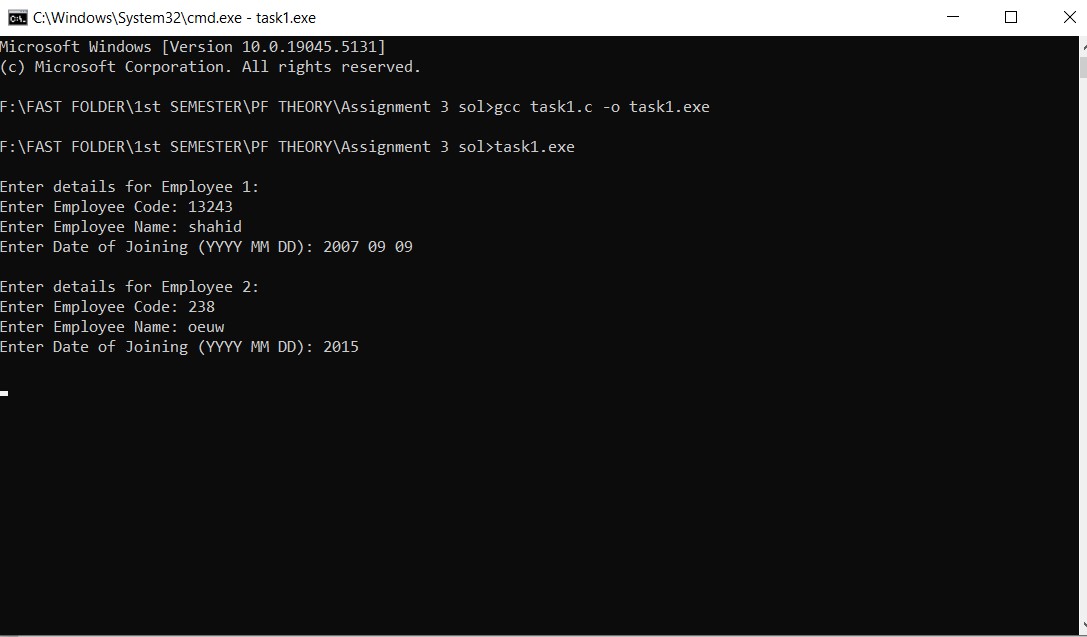 C:\Windows\System32\cmd.exe - task1.exe
Microsoft Windows [Version 10.0.19045.5131]
(c) Microsoft Corporation. All rights reserved.
F:\FAST FOLDER\1st SEMESTER\PF THEORY\Assignment 3 sol>gcc task1.c -o task1.exe
F:\FAST FOLDER\1st SEMESTER\PF THEORY\Assignment 3 sol>task1.exe
Enter details for Employee 1:
Enter Employee Code: 13243
Enter Employee Name: shahid
Enter Date of Joining (YYYY MM DD): 2007 09 09
Enter details for Employee 2:
Enter Employee Code: 238
Enter Employee Name: oeuw
Enter Date of Joining (YYYY MM DD): 2015